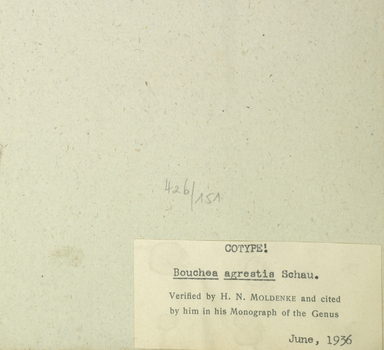 426/151
COTYPE!
Bouchea agrestis Schau.
Verified by H. N. MOLDENKE and cited
by him in his Monograph of the Genus
June, 1936